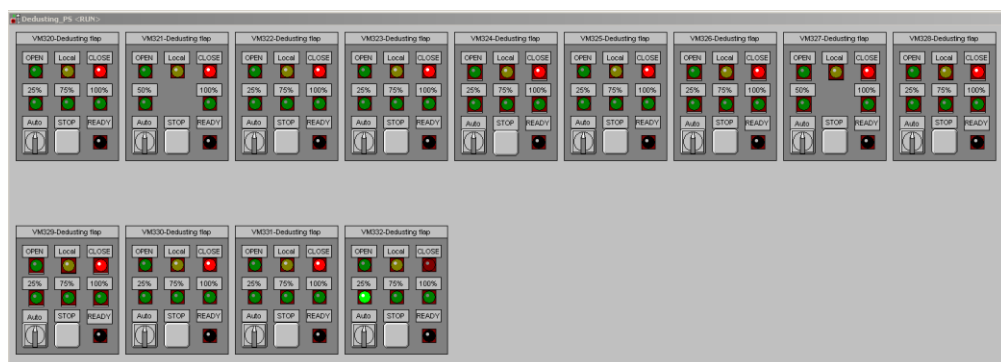 Dedusting_PS <RUN>
VM320-Dedusting flap VM321-Dedusting flap VM322-Dedusting flap VM323-Dedusting flap VM324-Dedusting flap VM325-Dedusting flap VM326-Dedusting flap VM327-Dedusting flap VM328-Dedusting flap
OPEN Local CLOSE OPEN Local CLOSE OPEN Local CLOSE OPEN Local CLOSE OPEN Local CLOSE OPEN Local CLOSE OPEN Local CLOSE OPEN Local CLOSE OPEN Local CLOSE
25% 75% 100% 50% 100% 25% 75% 100% 25% 75% 100% 25% 75% 100% 25% 75% 100% 25% 75% 100% 50% 100% 25% 75% 100%
Auto STOP READY Auto STOP READY Auto STOP READY Auto STOP READY Auto STOP READY Auto STOP READY Auto STOP READY Auto STOP READY Auto STOP READY
VM329-Dedusting flap VM330-Dedusting flap VM331-Dedusting flap VM332-Dedusting flap
OPEN Local CLOSE OPEN Local CLOSE OPEN Local CLOSE OPEN Local CLOSE
25% 75% 100% 25% 75% 100% 25% 75% 100% 25% 75% 100%
Auto STOP READY Auto STOP READY Auto STOP READY Auto STOP READY